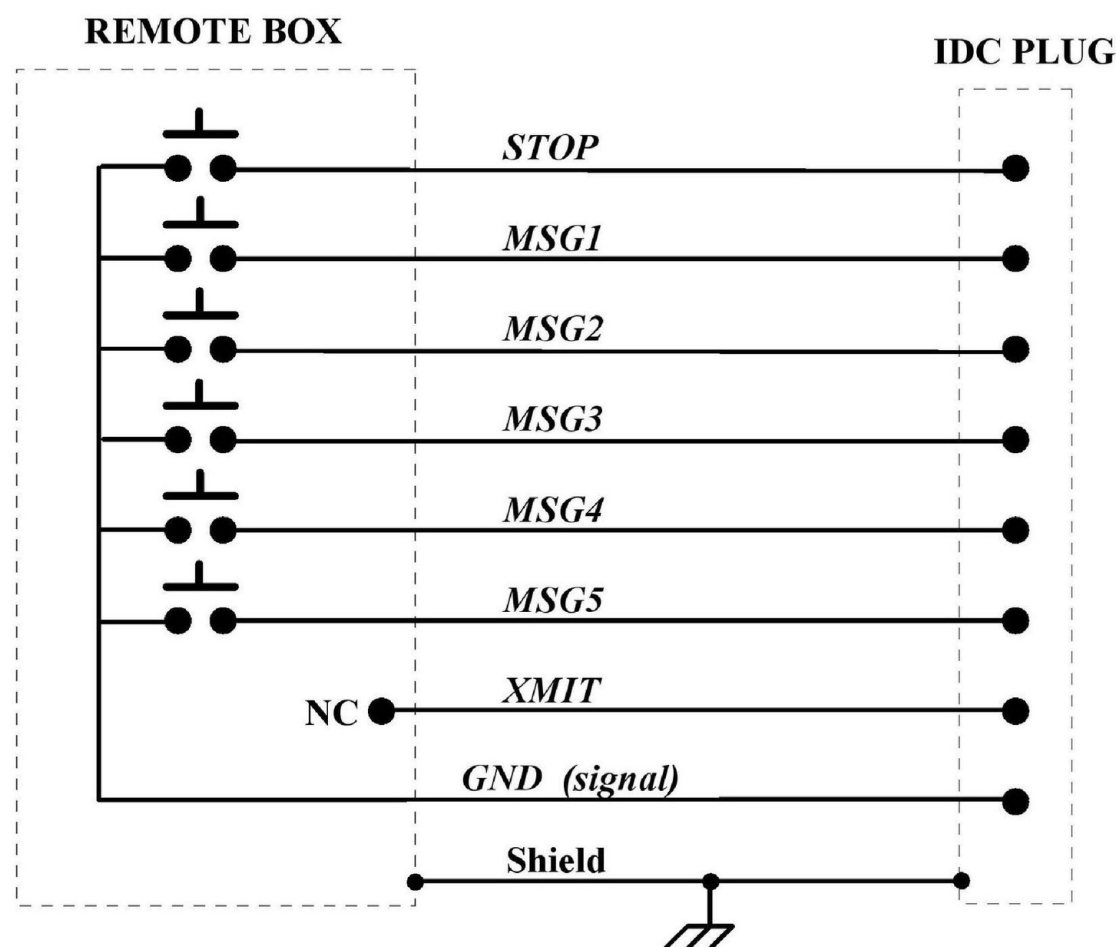 REMOTE BOX
IDC PLUG
STOP
MSG1
MSG2
MSG3
MSG4
MSG5
NC
XMIT
GND (signal)
Shield